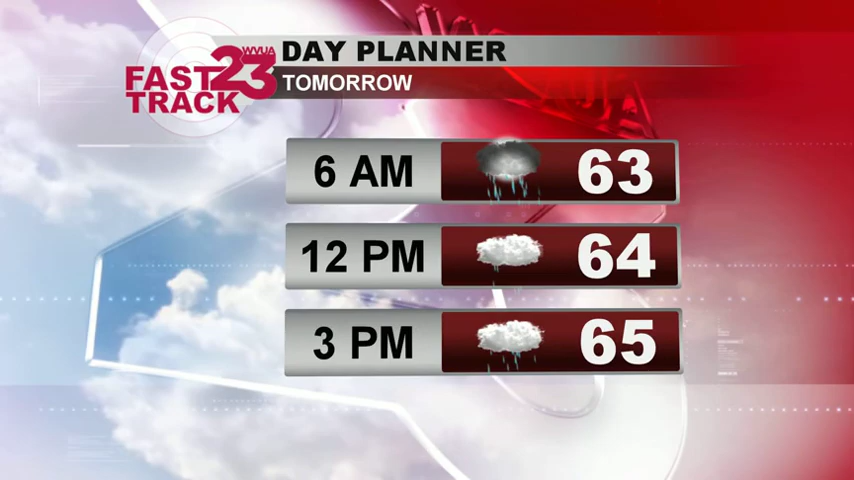 WVUA
23
FAST
TRACK
DAY PLANNER
TOMORROW
6 AM 63
12 PM 64
3 PM 65